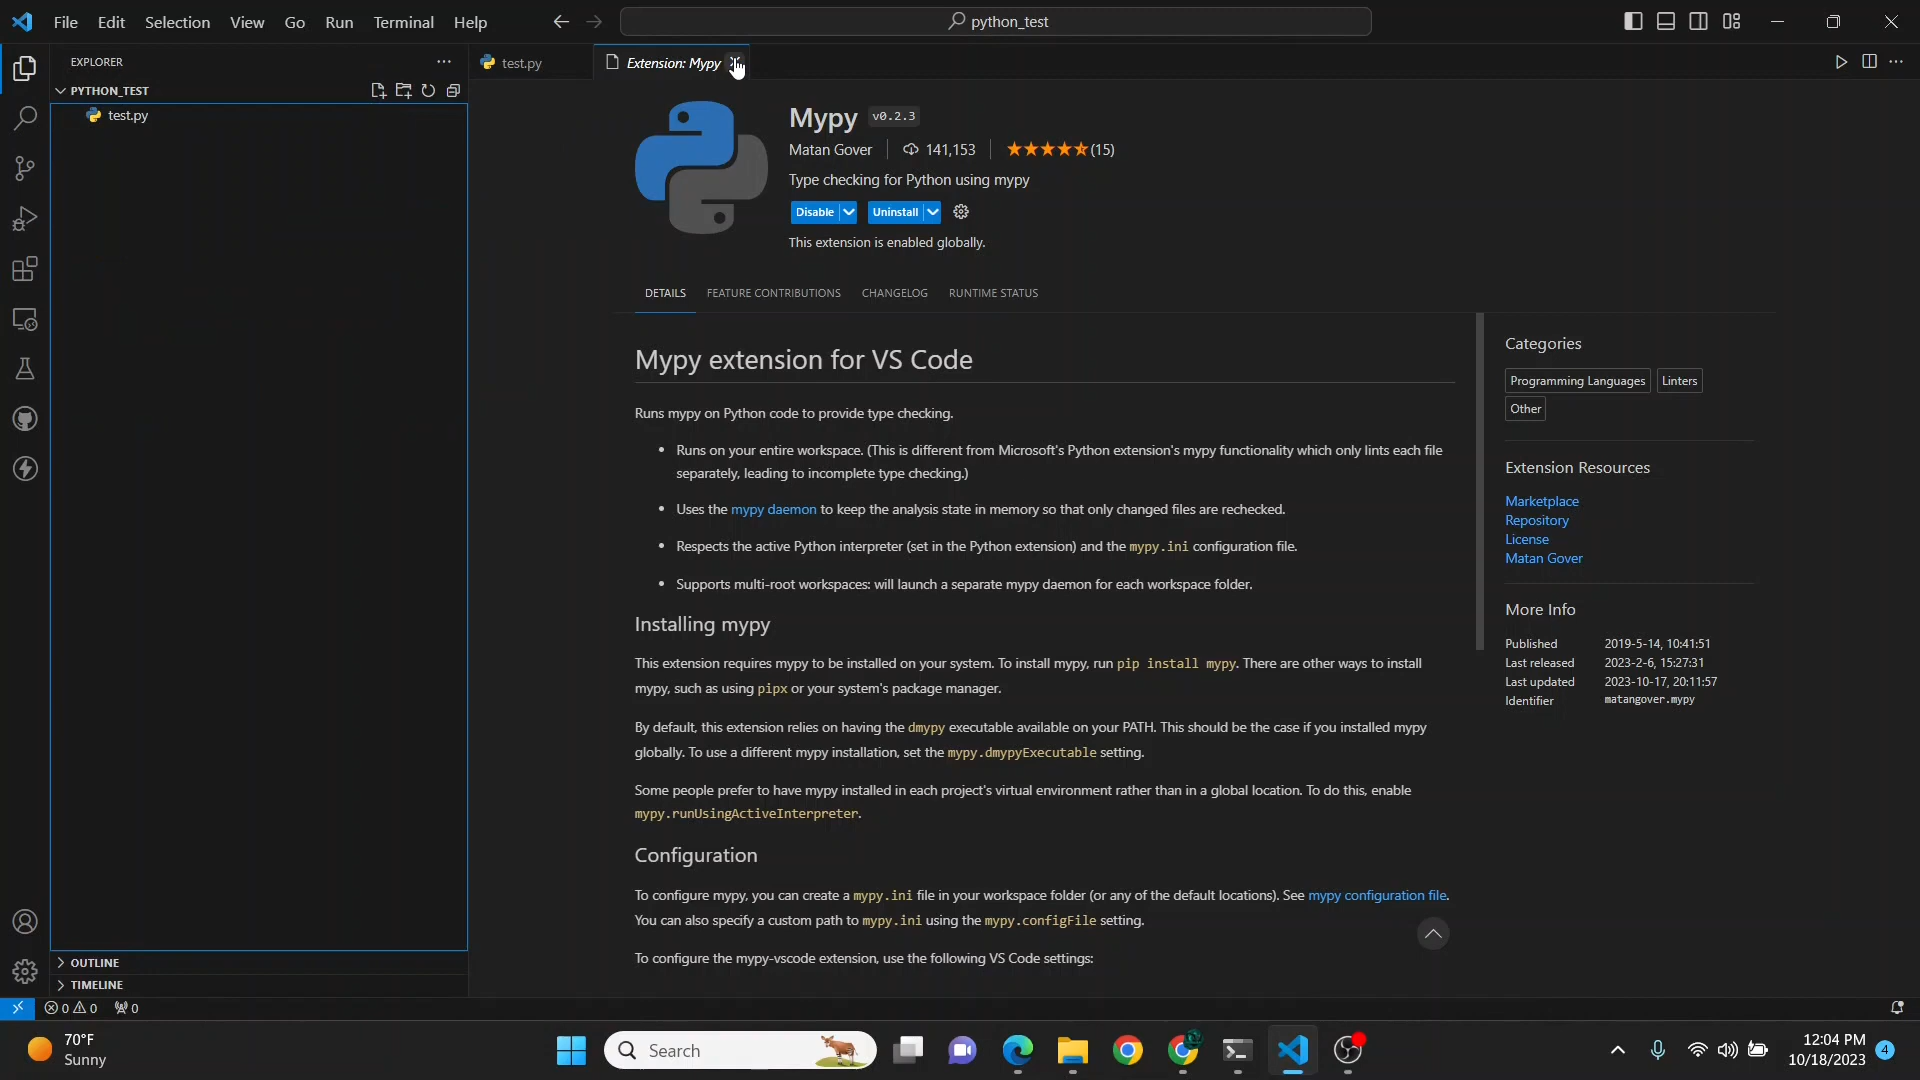 File Edit Selection View Go Run Terminal Help
python_test
EXPLORER
PYTHON_TEST
test.py
test.py
Extension: Mypy
Mypy v0.2.3
Matan Gover 141,153 (15)
Type checking for Python using mypy
Disable Uninstall
This extension is enabled globally.
DETAILS FEATURE CONTRIBUTIONS CHANGELOG RUNTIME STATUS
Mypy extension for VS Code
Runs mypy on Python code to provide type checking.
• Runs on your entire workspace. (This is different from Microsoft's Python extension's mypy functionality which only lints each file
separately, leading to incomplete type checking.)
• Uses the mypy daemon to keep the analysis state in memory so that only changed files are rechecked.
• Respects the active Python interpreter (set in the Python extension) and the mypy.ini configuration file.
• Supports multi-root workspaces: will launch a separate mypy daemon for each workspace folder.
Installing mypy
This extension requires mypy to be installed on your system. To install mypy, run pip install mypy. There are other ways to install
mypy, such as using pipx or your system's package manager.
By default, this extension relies on having the dmypy executable available on your PATH. This should be the case if you installed mypy
globally. To use a different mypy installation, set the mypy.dmypyExecutable setting.
Some people prefer to have mypy installed in each project's virtual environment rather than in a global location. To do this, enable
mypy.runUsingActiveInterpreter.
Configuration
To configure mypy, you can create a mypy.ini file in your workspace folder (or any of the default locations). See mypy configuration file.
You can also specify a custom path to mypy.ini using the mypy.configFile setting.
To configure the mypy-vscode extension, use the following VS Code settings:
Categories
Programming Languages Linters
Other
Extension Resources
Marketplace
Repository
License
Matan Gover
More Info
Published 2019-5-14, 10:41:51
Last released 2023-2-6, 15:27:31
Last updated 2023-10-17, 20:11:57
Identifier matangover.mypy
OUTLINE
TIMELINE
0 0 0
70°F
Sunny
Search
12:04 PM
10/18/2023
4